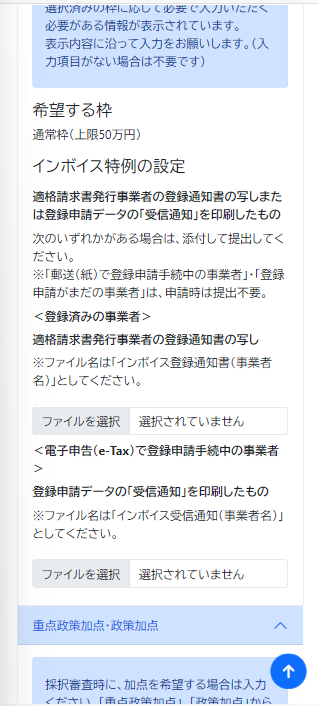 選択済みの枠に応じて必要で入力いただく
必要がある情報が表示されています。
表示内容に沿って入力をお願いします。（入
力項目がない場合は不要です）
希望する枠
通常枠（上限50万円）
インボイス特例の設定
適格請求書発行事業者の登録通知書の写しまた
は登録申請データの「受信通知」を印刷したもの
次のいずれかがある場合は、添付して提出してく
ださい。
※「郵送（紙）で登録申請手続中の事業者」・「登録
申請がまだの事業者」は、申請時は提出不要。
＜登録済みの事業者＞
適格請求書発行事業者の登録通知書の写し
※ファイル名は「インボイス登録通知書（事業者
名）」としてください。
ファイルを選択 選択されていません
＜電子申告（e-Tax）で登録申請手続中の事業者
＞
登録申請データの「受信通知」を印刷したもの
※ファイル名は「インボイス受信通知（事業者名）」
としてください。
ファイルを選択 選択されていません
重点政策加点・政策加点
採択審査時に、加点を希望する場合は入力
ください。「重点政策加点」、「政策加点」から